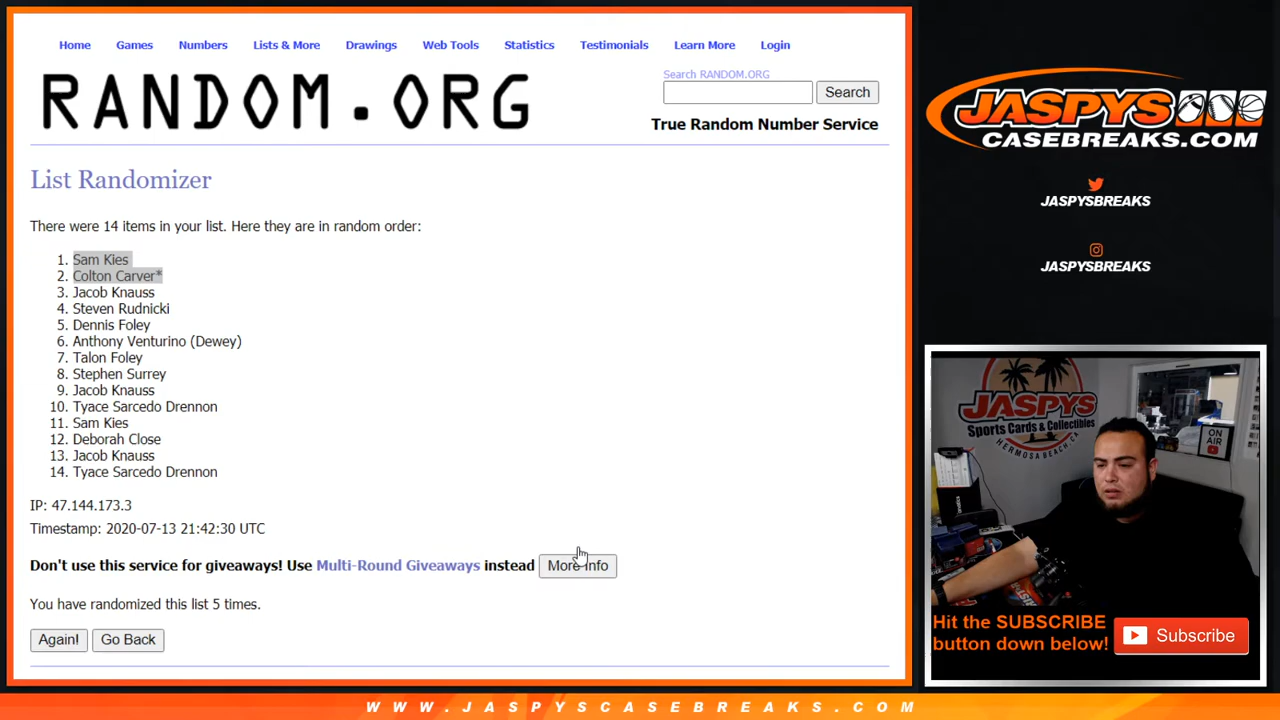 Home Games Numbers Lists & More Drawings Web Tools Statistics Testimonials Learn More Login
RANDOM.ORG
Search RANDOM.ORG
Search
True Random Number Service
List Randomizer
There were 14 items in your list. Here they are in random order:
1. Sam Kies
2. Colton Carver*
3. Jacob Knauss
4. Steven Rudnicki
5. Dennis Foley
6. Anthony Venturino (Dewey)
7. Talon Foley
8. Stephen Surrey
9. Jacob Knauss
10. Tyace Sarcedo Drennon
11. Sam Kies
12. Deborah Close
13. Jacob Knauss
14. Tyace Sarcedo Drennon
IP: 47.144.173.3
Timestamp: 2020-07-13 21:42:30 UTC
Don't use this service for giveaways! Use Multi-Round Giveaways instead More Info
You have randomized this list 5 times.
Again! Go Back
JASPYS
CASEBREAKS.COM
JASPYSBREAKS
JASPYSBREAKS
JASPYS
Sports Cards & Collectibles
HERMOSA BEACH, CA
ON
AIR
Hit the SUBSCRIBE
button down below!
Subscribe
WWW.JASPYSCASEBREAKS.COM